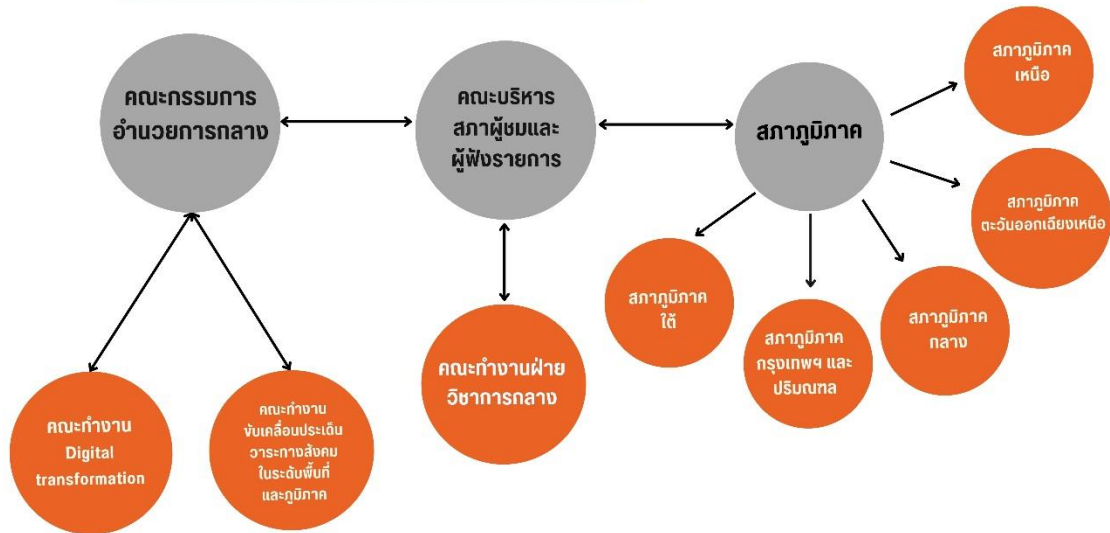 คณะกรรมการ
อำนวยการกลาง
คณะบริหาร
สภาผู้ชมและ
ผู้ฟังรายการ
สภาภูมิภาค
สภาภูมิภาค
เหนือ
สภาภูมิภาค
ตะวันออกเฉียงเหนือ
สภาภูมิภาค
กลาง
สภาภูมิภาค
กรุงเทพฯ และ
ปริมณฑล
สภาภูมิภาค
ใต้
คณะทำงานฝ่าย
วิชาการกลาง
คณะทำงาน
Digital
transformation
คณะทำงาน
ขับเคลื่อนประเด็น
วาระทางสังคม
ในระดับพื้นที่
และภูมิภาค